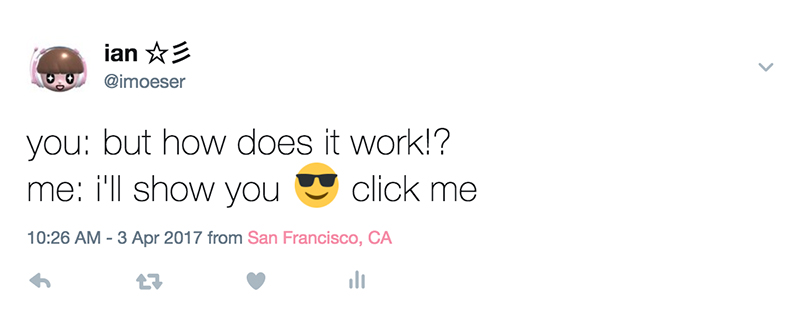 ian ☆彡
@imoeser
you: but how does it work!?
me: i'll show you 😎 click me
10:26 AM - 3 Apr 2017 from San Francisco, CA